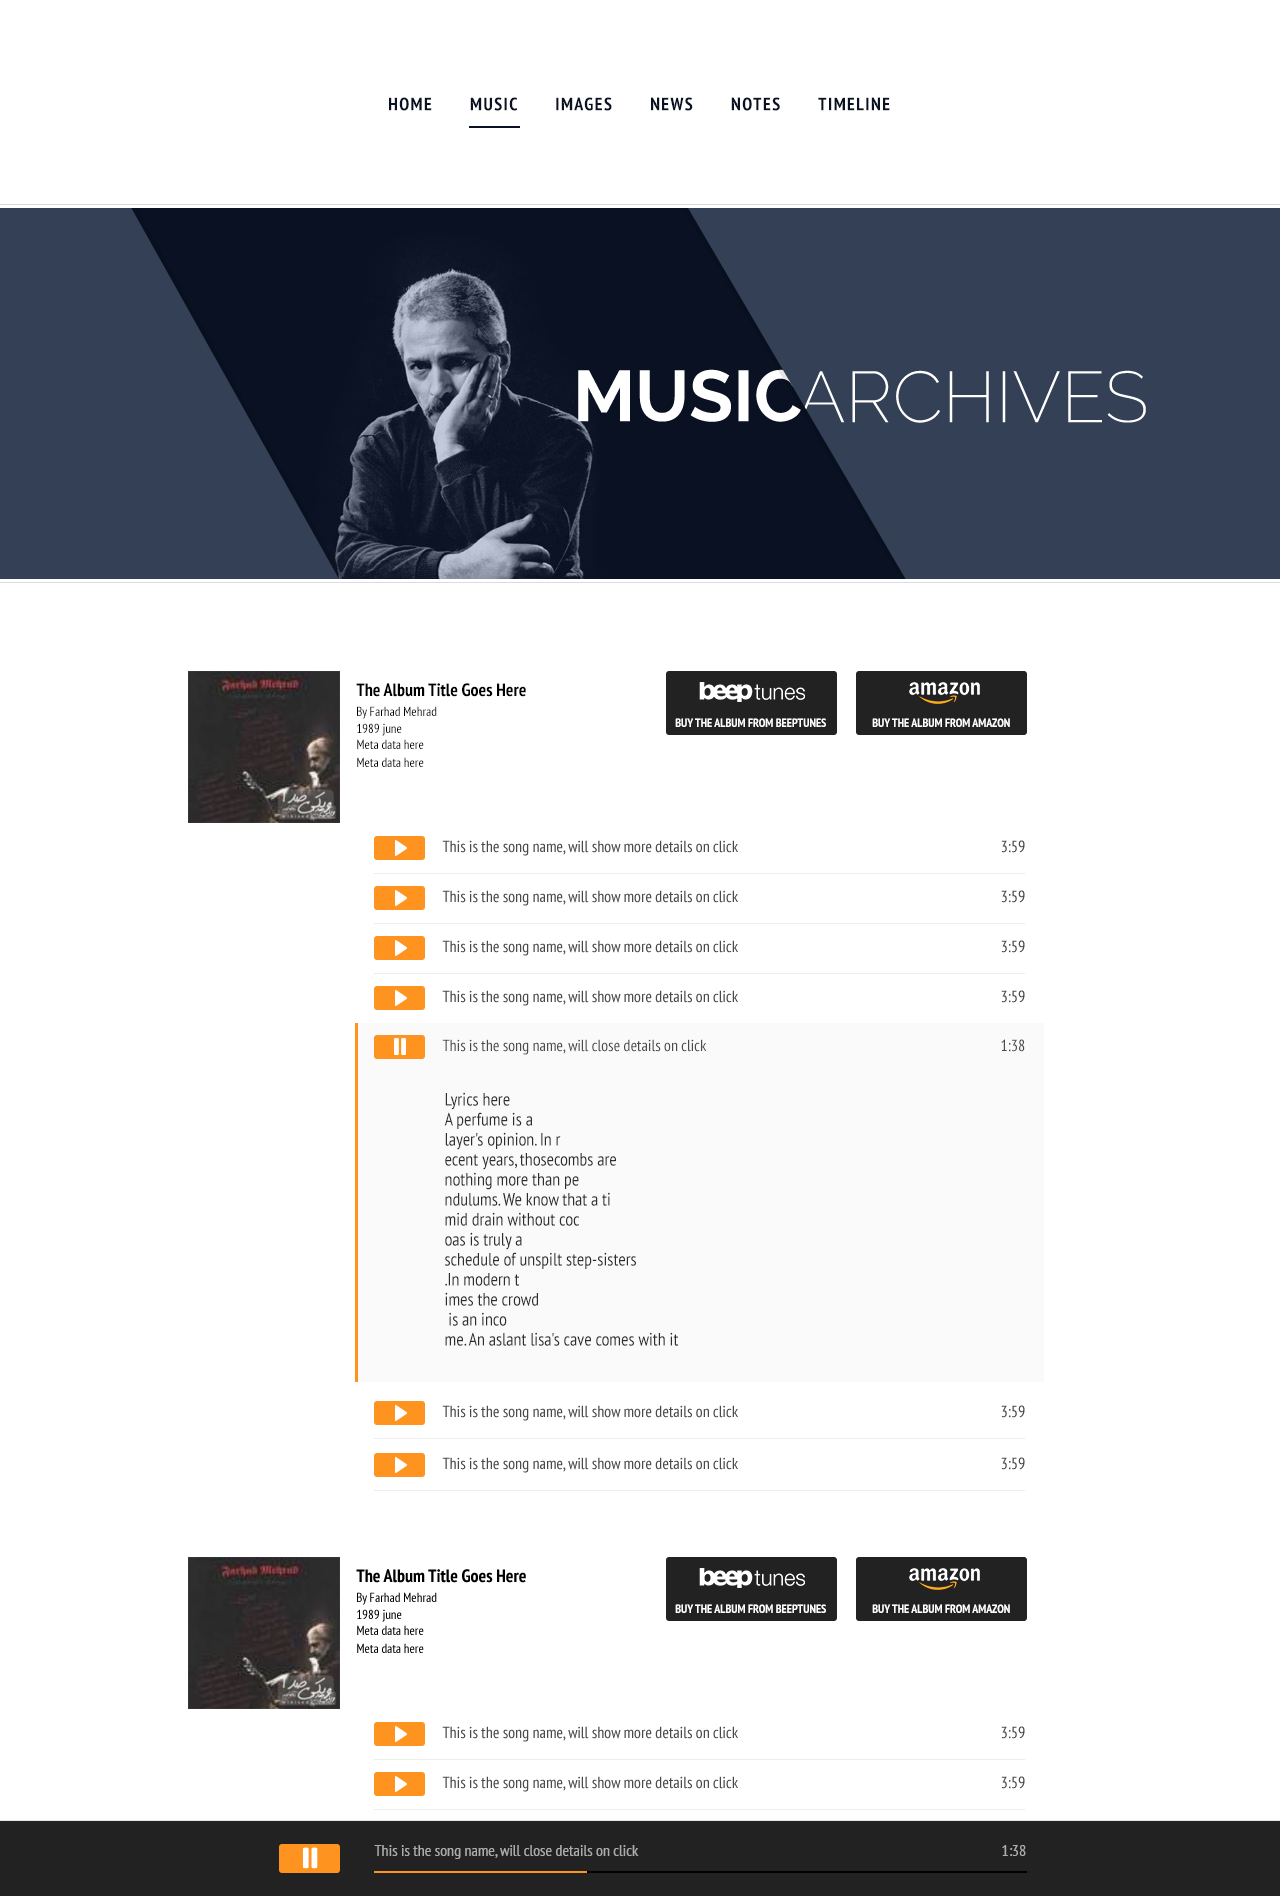 HOME MUSIC IMAGES NEWS NOTES TIMELINE
MUSICARCHIVES
Farhad Mehrad
The Album Title Goes Here
By Farhad Mehrad
1989 june
Meta data here
Meta data here
beeptunes
BUY THE ALBUM FROM BEEPTUNES
amazon
BUY THE ALBUM FROM AMAZON
This is the song name, will show more details on click 3:59
This is the song name, will show more details on click 3:59
This is the song name, will show more details on click 3:59
This is the song name, will show more details on click 3:59
This is the song name, will close details on click 1:38
Lyrics here
A perfume is a
layer's opinion. In r
ecent years, thosecombs are
nothing more than pe
ndulums. We know that a ti
mid drain without coc
oas is truly a
schedule of unspilt step-sisters
.In modern t
imes the crowd
is an inco
me. An aslant lisa's cave comes with it
This is the song name, will show more details on click 3:59
This is the song name, will show more details on click 3:59
Farhad Mehrad
The Album Title Goes Here
By Farhad Mehrad
1989 june
Meta data here
Meta data here
beeptunes
BUY THE ALBUM FROM BEEPTUNES
amazon
BUY THE ALBUM FROM AMAZON
This is the song name, will show more details on click 3:59
This is the song name, will show more details on click 3:59
This is the song name, will close details on click 1:38